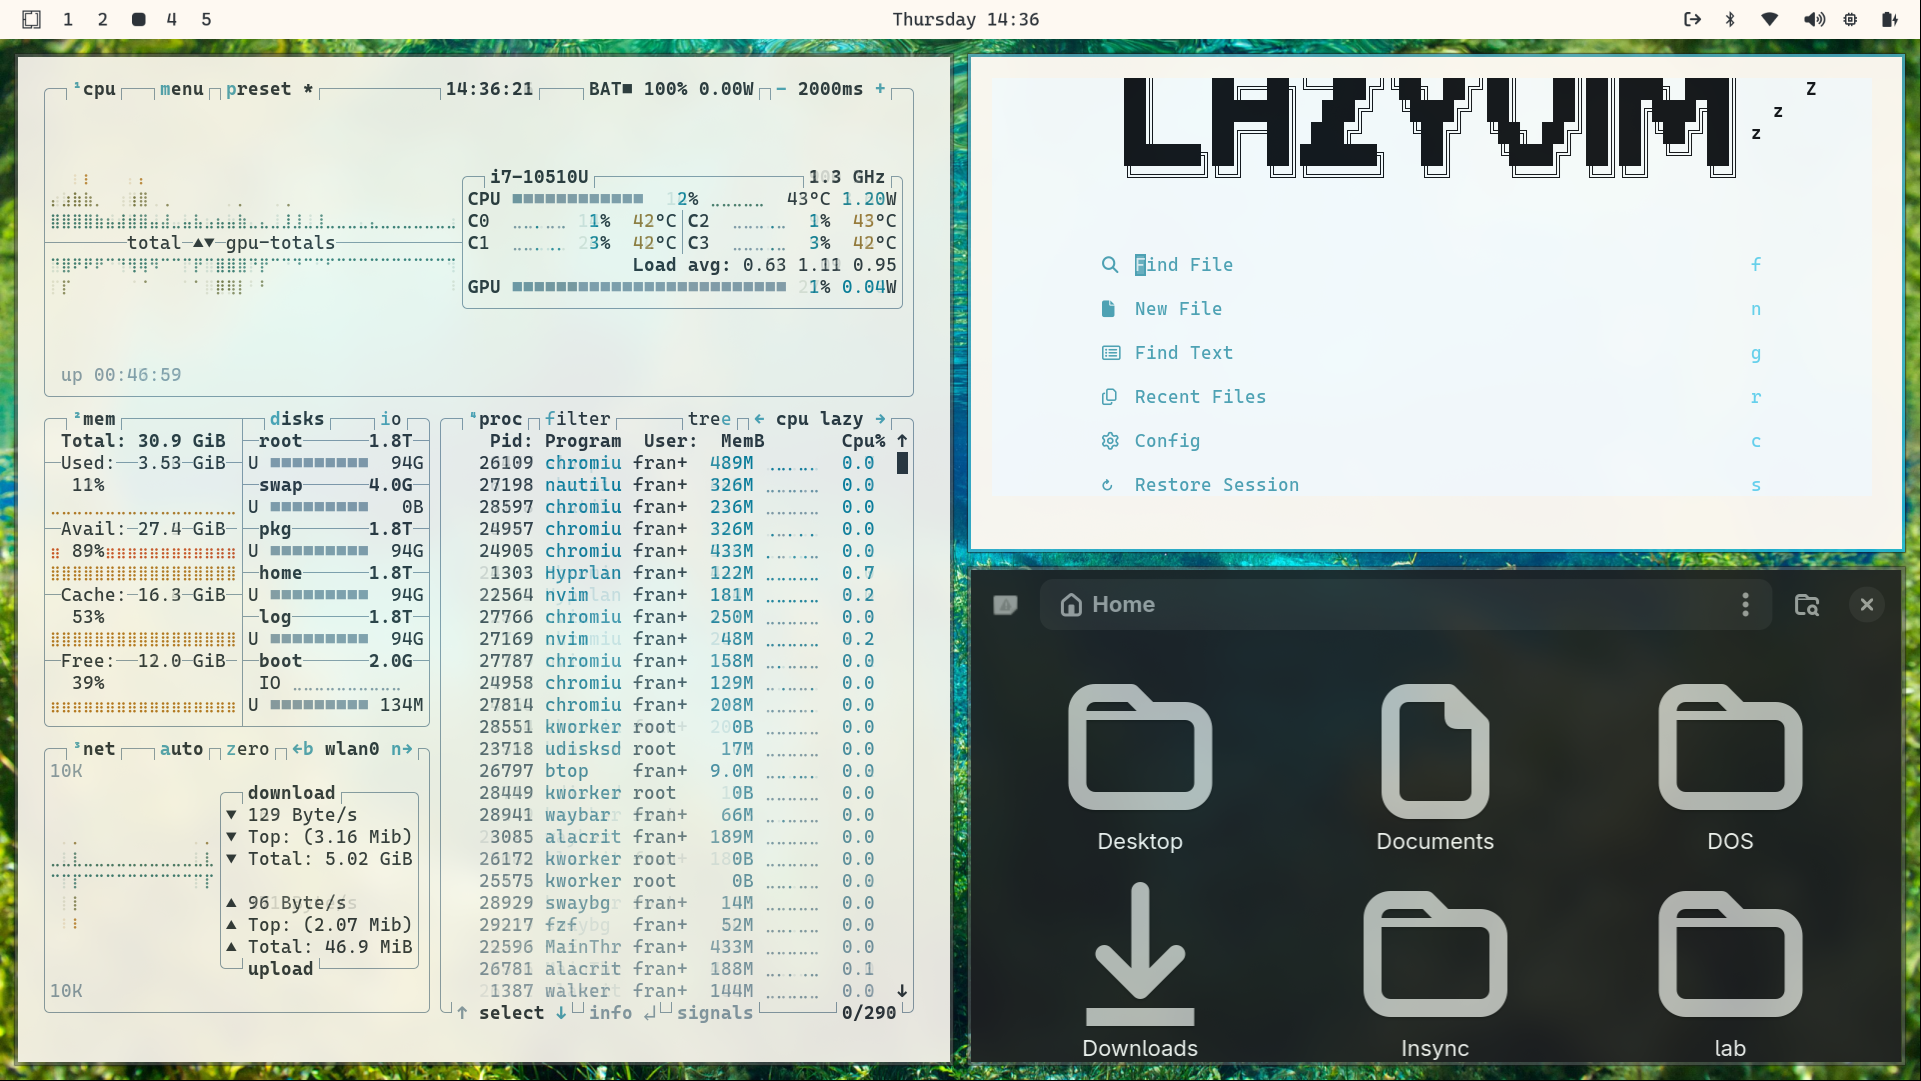 1 2 4 5
Thursday 14:36
¹cpu menu preset * 14:36:21 BAT■ 100% 0.00W - 2000ms +
i7-10510U 1.3 GHz
CPU 2% 43°C 1.20W
C0 1% 42°C C2 1% 43°C
C1 3% 42°C C3 3% 42°C
total ▲▼ gpu-totals
Load avg: 0.63 1.11 0.95
GPU 1% 0.04W
up 00:46:59
²mem disks io
Total: 30.9 GiB root 1.8T
Used: 3.53 GiB U 94G
11% swap 4.0G
U 0B
Avail: 27.4 GiB pkg 1.8T
89% U 94G
home 1.8T
Cache: 16.3 GiB U 94G
53% log 1.8T
U 94G
Free: 12.0 GiB boot 2.0G
39% IO
U 134M
³net auto zero ←b wlan0 n→
10K
download
▼ 129 Byte/s
▼ Top: (3.16 Mib)
▼ Total: 5.02 GiB
▲ 96 Byte/s
▲ Top: (2.07 Mib)
▲ Total: 46.9 MiB
upload
10K
⁴proc filter tree ← cpu lazy →
Pid: Program User: MemB Cpu% ↑
26109 chromiu fran+ 489M 0.0
27198 nautilu fran+ 326M 0.0
28597 chromiu fran+ 236M 0.0
24957 chromiu fran+ 326M 0.0
24905 chromiu fran+ 433M 0.0
1303 Hyprlan fran+ 122M 0.7
22564 nvim fran+ 181M 0.2
27766 chromiu fran+ 250M 0.0
27169 nvim fran+ 248M 0.2
27787 chromiu fran+ 158M 0.0
24958 chromiu fran+ 129M 0.0
27814 chromiu fran+ 208M 0.0
28551 kworker root 0B 0.0
23718 udisksd root 17M 0.0
26797 btop fran+ 9.0M 0.0
28449 kworker root 0B 0.0
28941 waybar fran+ 66M 0.0
3085 alacrit fran+ 189M 0.0
26172 kworker root 0B 0.0
25575 kworker root 0B 0.0
28929 swaybg fran+ 14M 0.0
29217 fzf fran+ 52M 0.0
22596 MainThr fran+ 433M 0.0
26781 alacrit fran+ 188M 0.1
1387 walker fran+ 144M 0.0 ↓
↑ select ↓ info ↲ signals 0/290
LAZYVIM
Z
z
z
Find File f
New File n
Find Text g
Recent Files r
Config c
Restore Session s
Home
Desktop Documents DOS
Downloads Insync lab